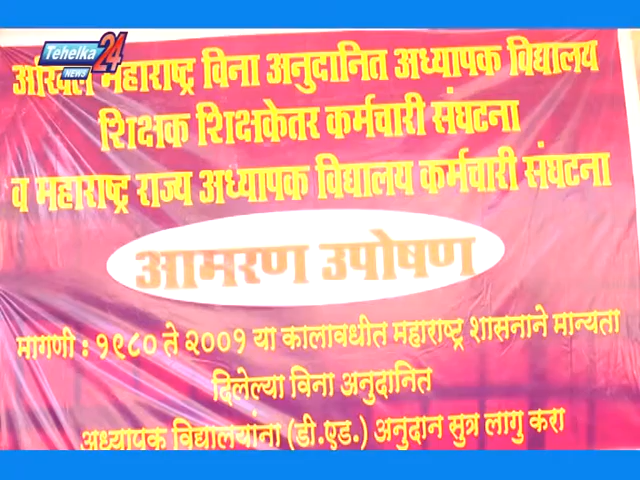 Tehelka 24
NEWS
अखिल महाराष्ट्र विना अनुदानित अध्यापक विद्यालय
शिक्षक शिक्षकेतर कर्मचारी संघटना
व महाराष्ट्र राज्य अध्यापक विद्यालय कर्मचारी संघटना
आमरण उपोषण
मागणी : १९८० ते २००१ या कालावधीत महाराष्ट्र शासनाने मान्यता
दिलेल्या विना अनुदानित
अध्यापक विद्यालयांना (डी.एड.) अनुदान सुत्र लागु करा